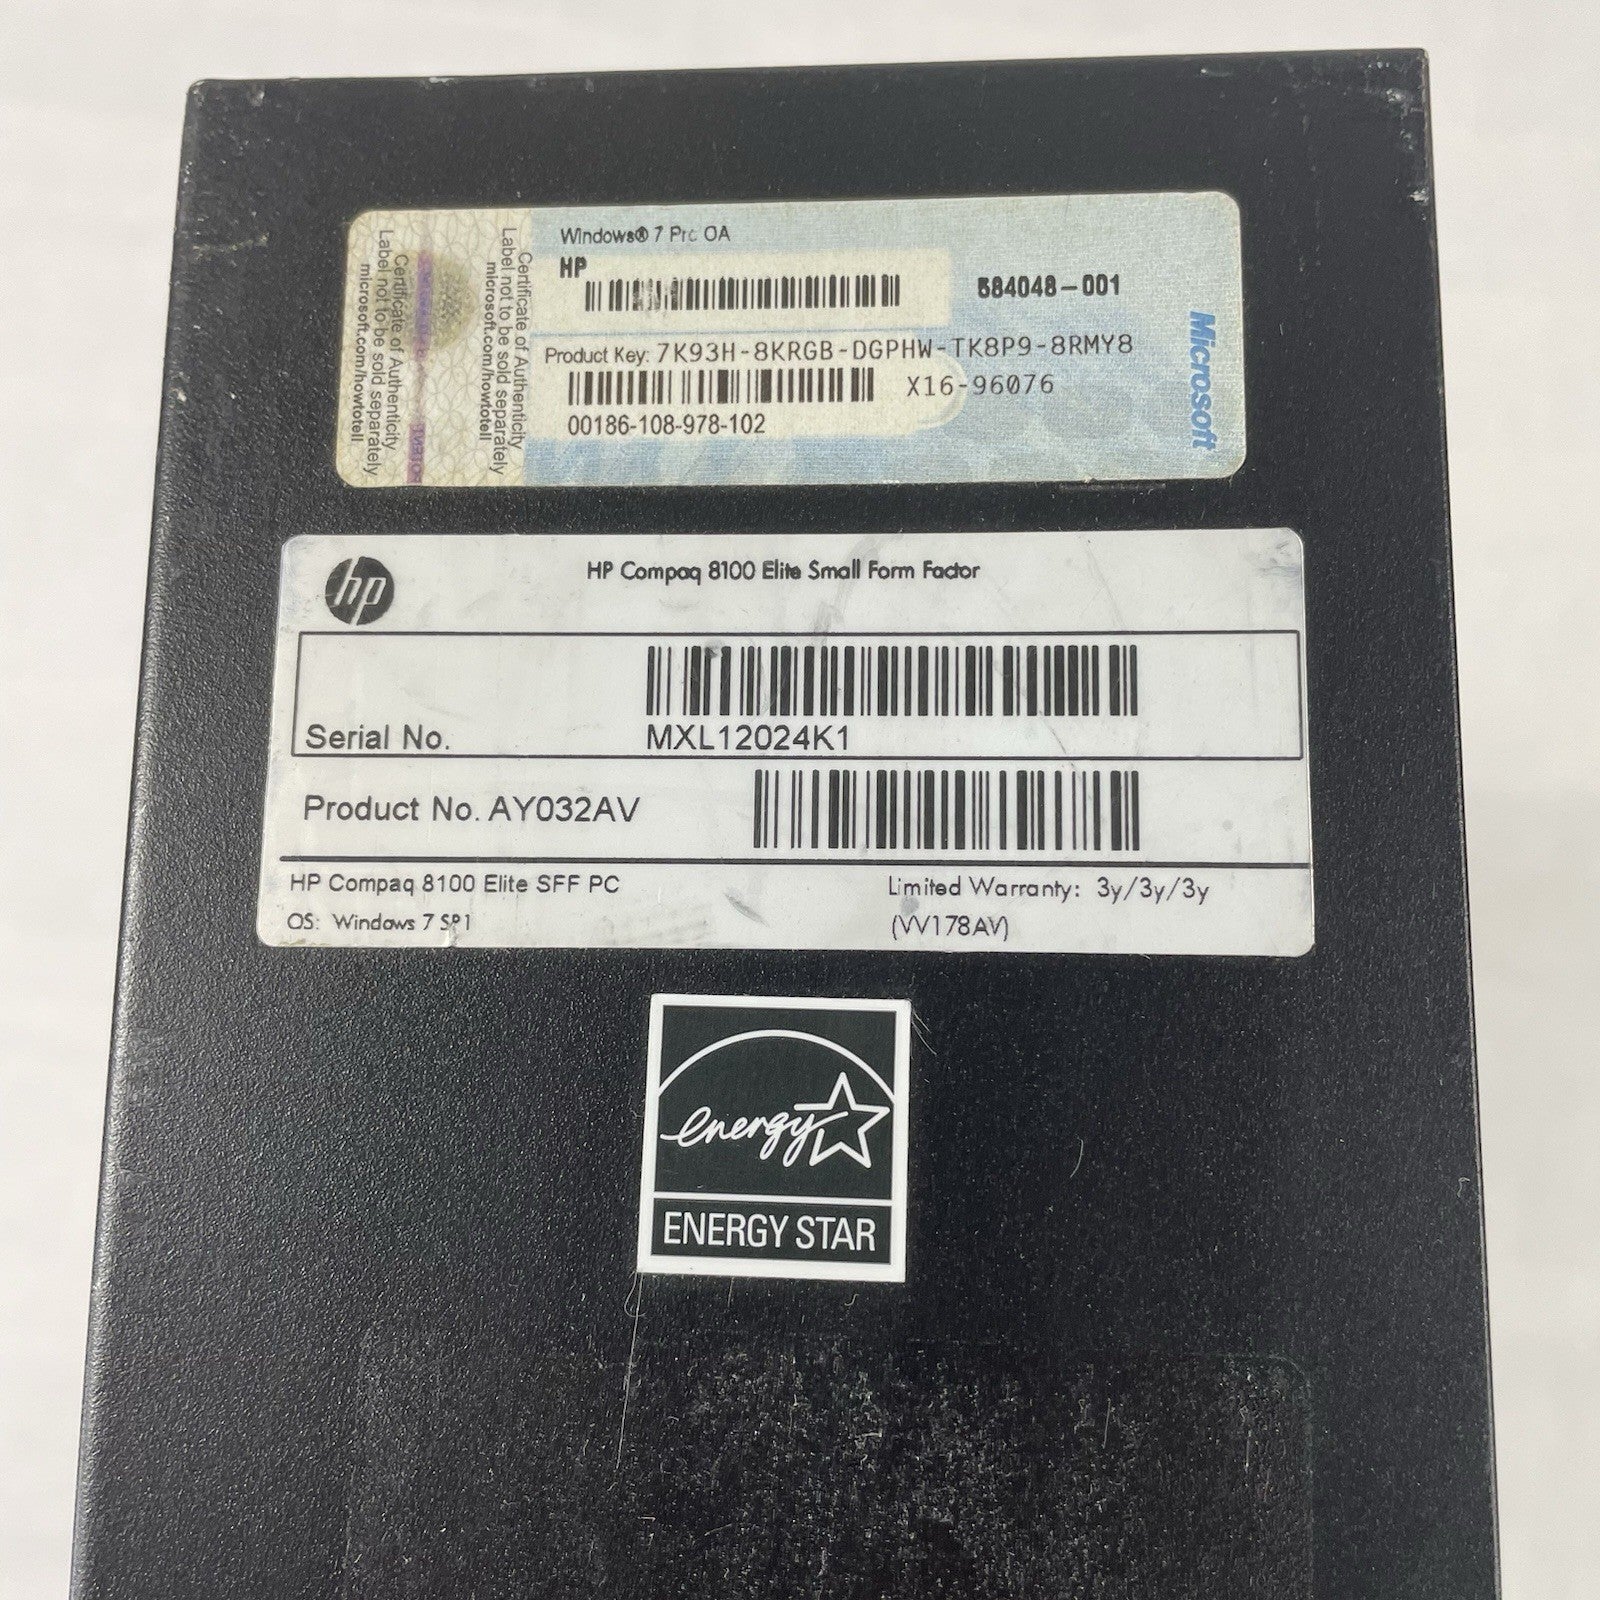 Certificate of Authenticity
Label not to be sold separately
microsoft.com/howtotell
Certificate of Authenticity
Label not to be sold separately
microsoft.com/howtotell
Windows® 7 Pro OA
HP
584048-001
Product Key: 7K93H-8KRGB-DGPHW-TK8P9-8RMY8
X16-96076
00186-108-978-102
Microsoft
hp
HP Compaq 8100 Elite Small Form Factor
Serial No. MXL12024K1
Product No. AY032AV
HP Compaq 8100 Elite SFF PC
Limited Warranty: 3y/3y/3y
OS: Windows 7 SP1
(VV178AV)
energy
ENERGY STAR